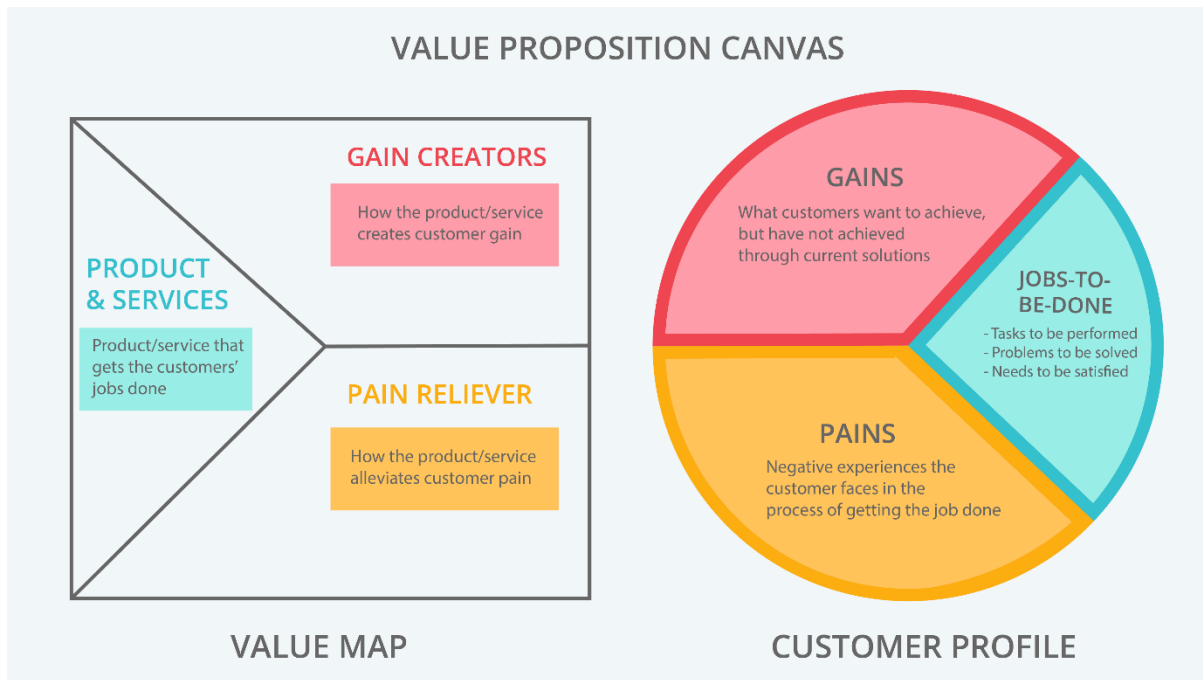 VALUE PROPOSITION CANVAS
GAIN CREATORS
How the product/service
creates customer gain
PRODUCT
& SERVICES
Product/service that
gets the customers’
jobs done
PAIN RELIEVER
How the product/service
alleviates customer pain
VALUE MAP
GAINS
What customers want to achieve,
but have not achieved
through current solutions
JOBS-TO-
BE-DONE
- Tasks to be performed
- Problems to be solved
- Needs to be satisfied
PAINS
Negative experiences the
customer faces in the
process of getting the job done
CUSTOMER PROFILE